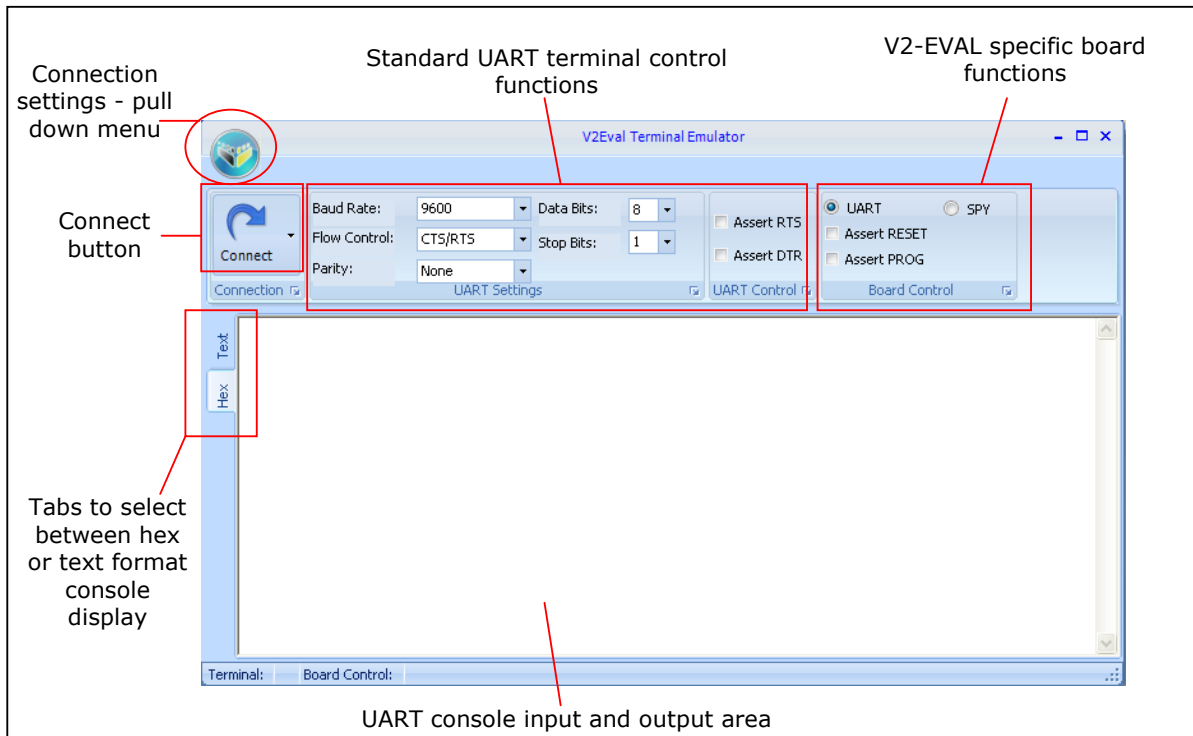 Connection
settings - pull
down menu
Standard UART terminal control
functions
V2-EVAL specific board
functions
V2Eval Terminal Emulator
Connect
button
Connect
Connection
Baud Rate: 9600 Data Bits: 8
Flow Control: CTS/RTS Stop Bits: 1
Parity: None
UART Settings
Assert RTS
Assert DTR
UART Control
UART SPY
Assert RESET
Assert PROG
Board Control
Text
Hex
Tabs to select
between hex
or text format
console
display
Terminal: Board Control:
UART console input and output area